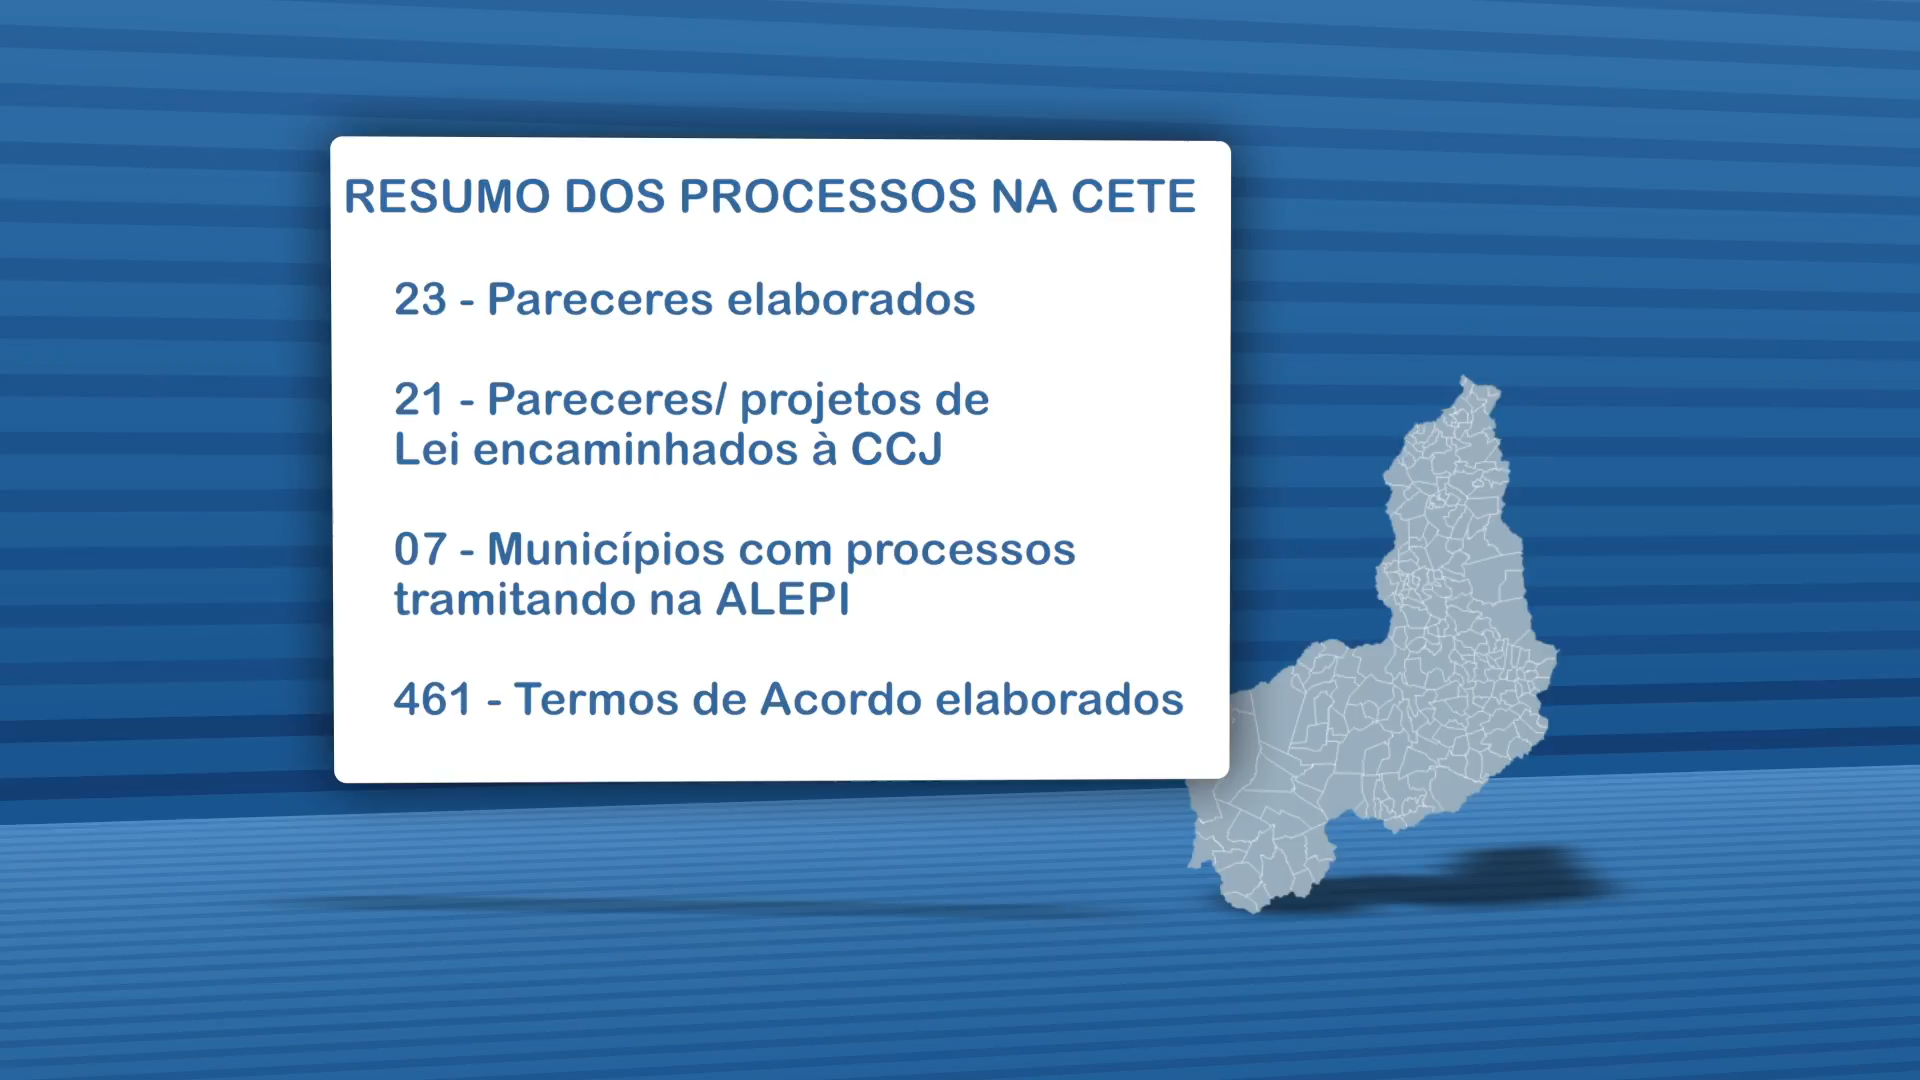 RESUMO DOS PROCESSOS NA CETE
23 - Pareceres elaborados
21 - Pareceres/ projetos de
Lei encaminhados à CCJ
07 - Municípios com processos
tramitando na ALEPI
461 - Termos de Acordo elaborados